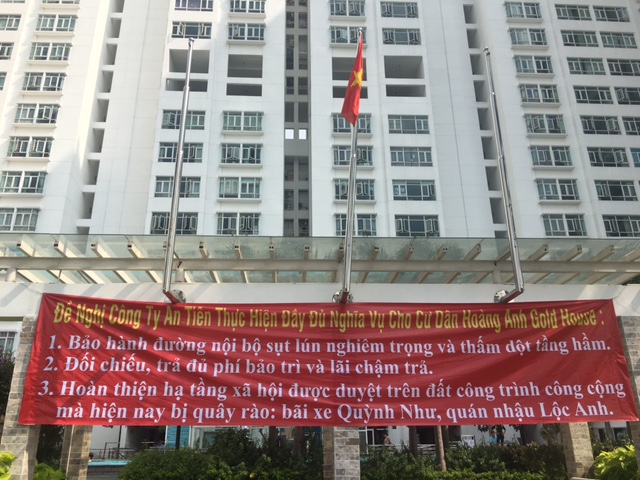 Đề Nghị Công Ty An Tiên Thực Hiện Đầy Đủ Nghĩa Vụ Cho Cư Dân Hoàng Anh Gold House :
1. Bảo hành đường nội bộ sụt lún nghiêm trọng và thấm dột tầng hầm.
2. Đối chiếu, trả đủ phí bảo trì và lãi chậm trả.
3. Hoàn thiện hạ tầng xã hội được duyệt trên đất công trình công cộng
mà hiện nay bị quây rào: bãi xe Quỳnh Như, quán nhậu Lộc Anh.